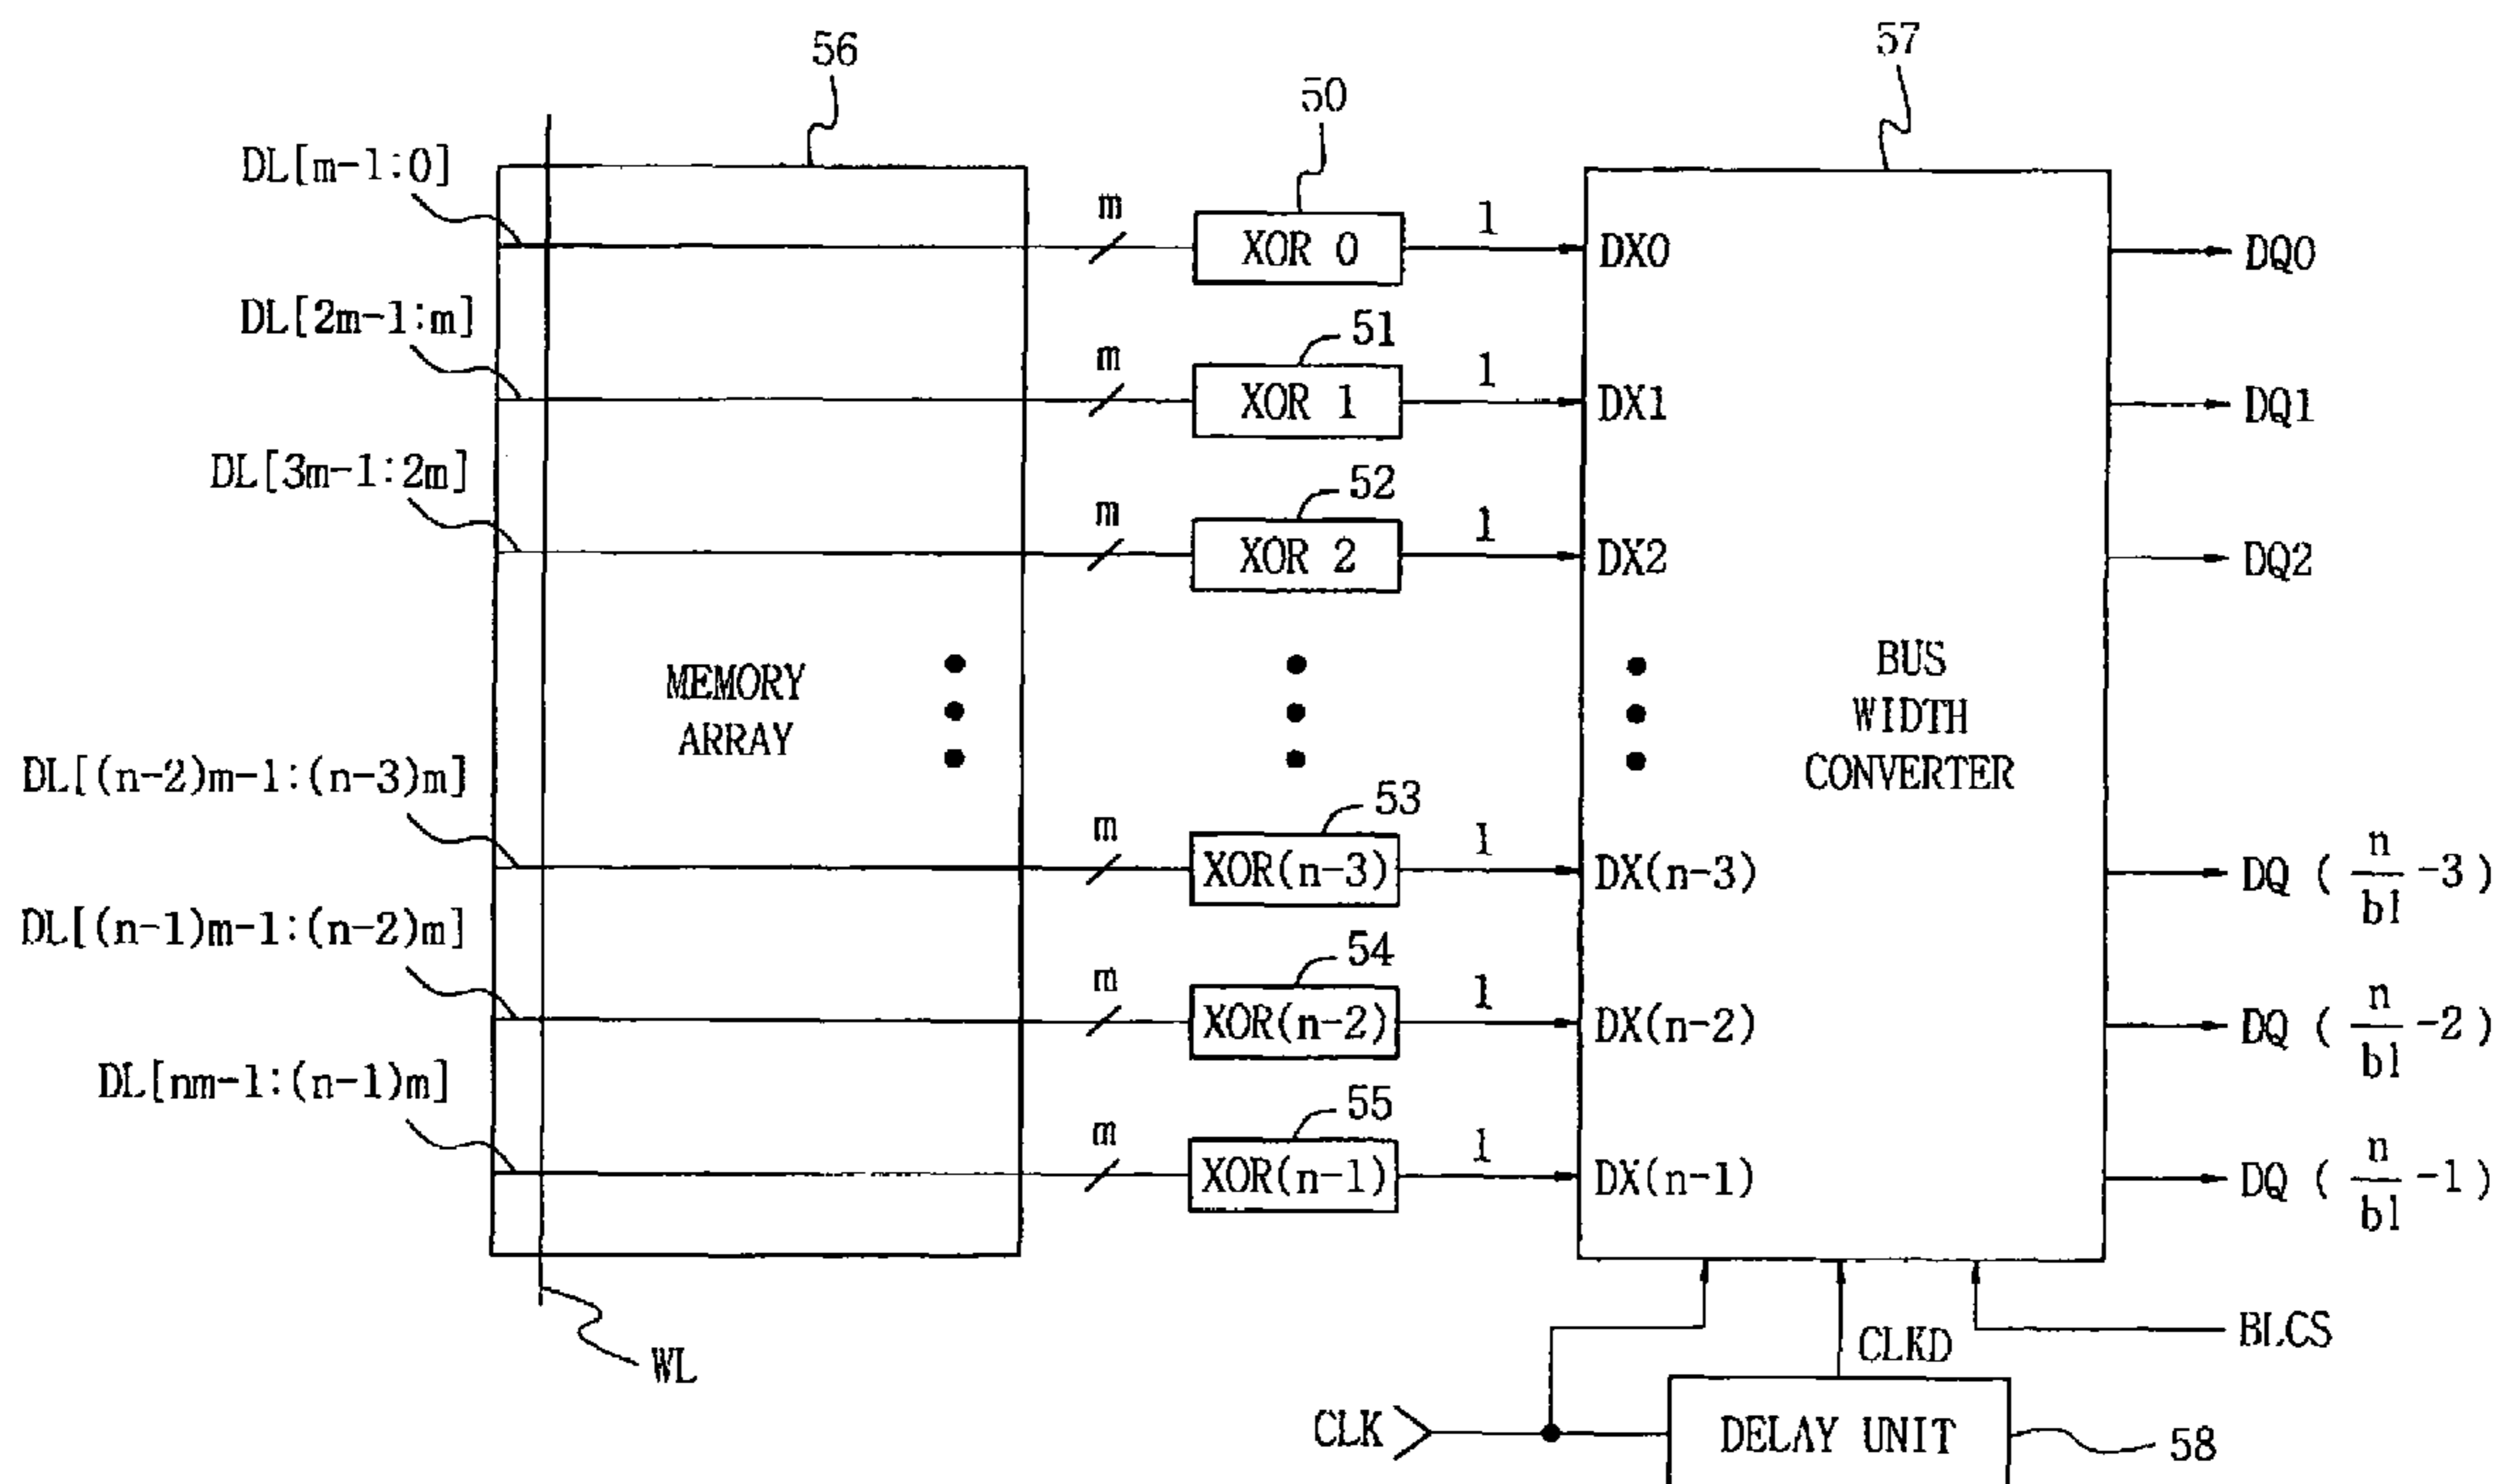 56
50
57
DL[m-1:0]
m
XOR 0
1
DX0
DQ0
DL[2m-1:m]
m
51
XOR 1
1
DX1
DQ1
DL[3m-1:2m]
m
52
XOR 2
1
DX2
DQ2
MEMORY
ARRAY
BUS
WIDTH
CONVERTER
DL[(n-2)m-1:(n-3)m]
m
53
XOR(n-3)
1
DX(n-3)
DQ ( n/bl -3 )
DL[(n-1)m-1:(n-2)m]
m
54
XOR(n-2)
1
DX(n-2)
DQ ( n/bl -2 )
DL[nm-1:(n-1)m]
m
55
XOR(n-1)
1
DX(n-1)
DQ ( n/bl -1 )
WL
CLKD
BLCS
CLK
DELAY UNIT
58